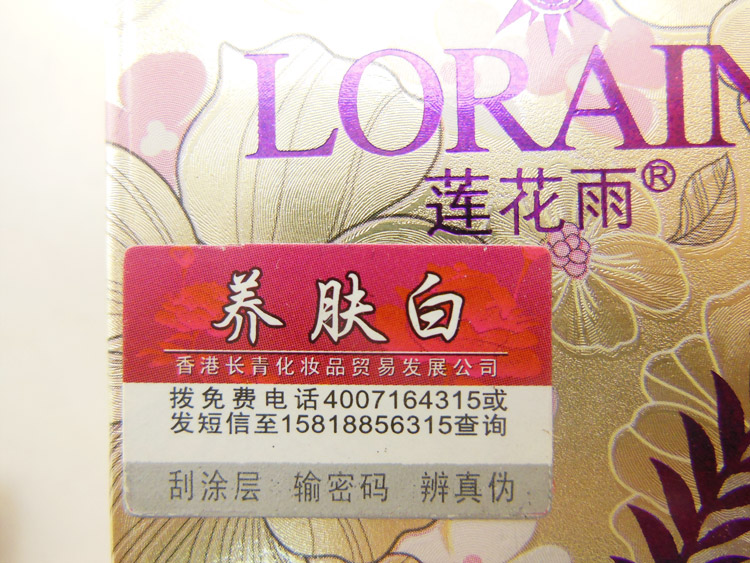 LORAIN
莲花雨®
养肤白
香港长青化妆品贸易发展公司
拨免费电话4007164315或
发短信至15818856315查询
刮涂层 输密码 辨真伪